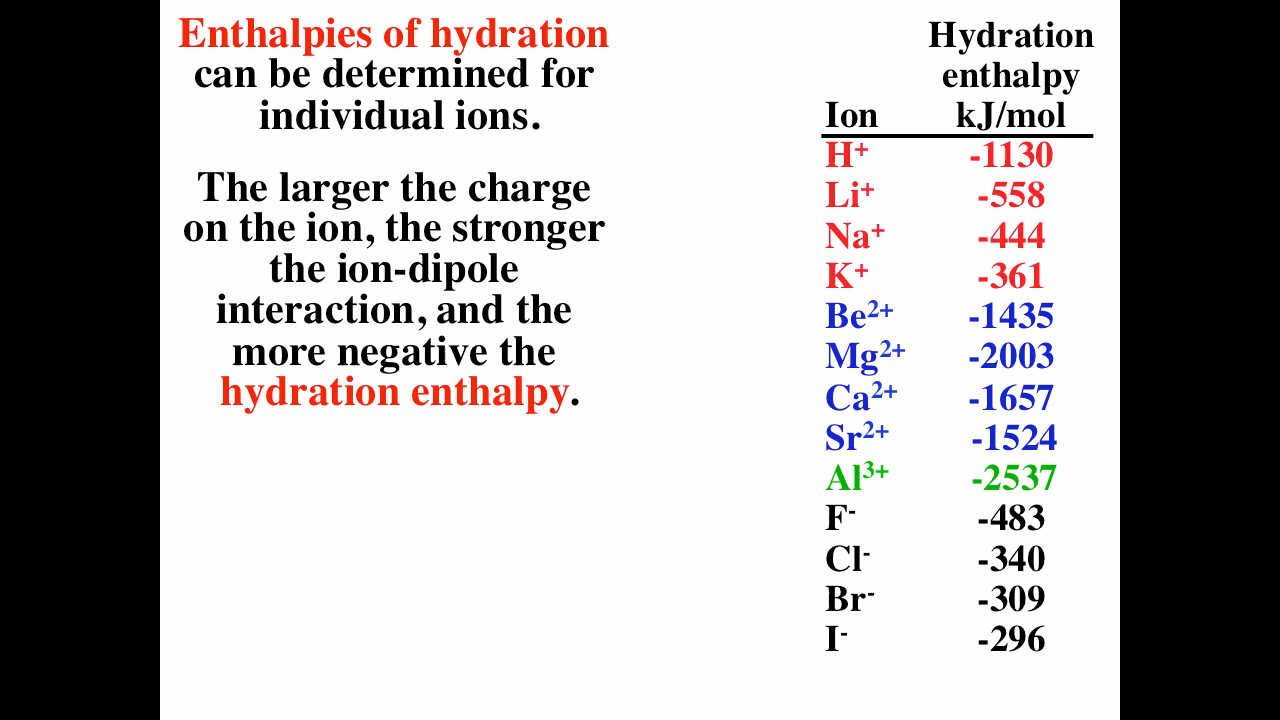 Enthalpies of hydration
can be determined for
individual ions.
The larger the charge
on the ion, the stronger
the ion-dipole
interaction, and the
more negative the
hydration enthalpy.
Hydration
enthalpy
Ion kJ/mol
H⁺ -1130
Li⁺ -558
Na⁺ -444
K⁺ -361
Be²⁺ -1435
Mg²⁺ -2003
Ca²⁺ -1657
Sr²⁺ -1524
Al³⁺ -2537
F⁻ -483
Cl⁻ -340
Br⁻ -309
I⁻ -296